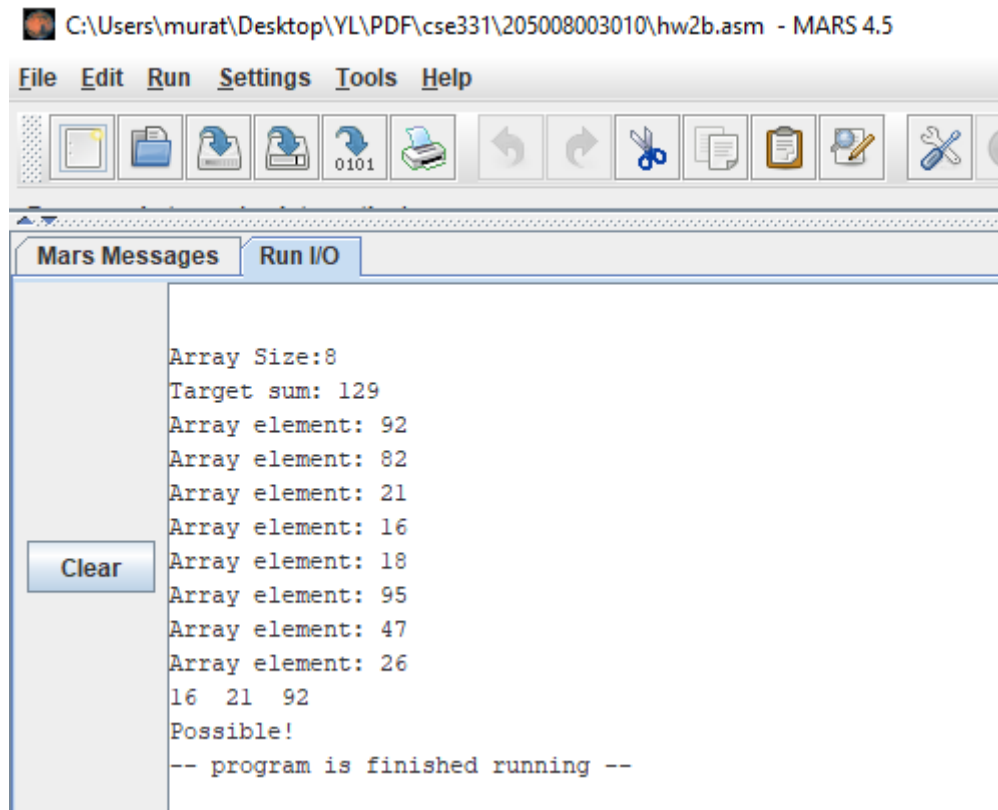 C:\Users\murat\Desktop\YL\PDF\cse331\205008003010\hw2b.asm - MARS 4.5
File Edit Run Settings Tools Help
0101
Mars Messages Run I/O
Array Size:8
Target sum: 129
Array element: 92
Array element: 82
Array element: 21
Array element: 16
Clear
Array element: 18
Array element: 95
Array element: 47
Array element: 26
16 21 92
Possible!
-- program is finished running --